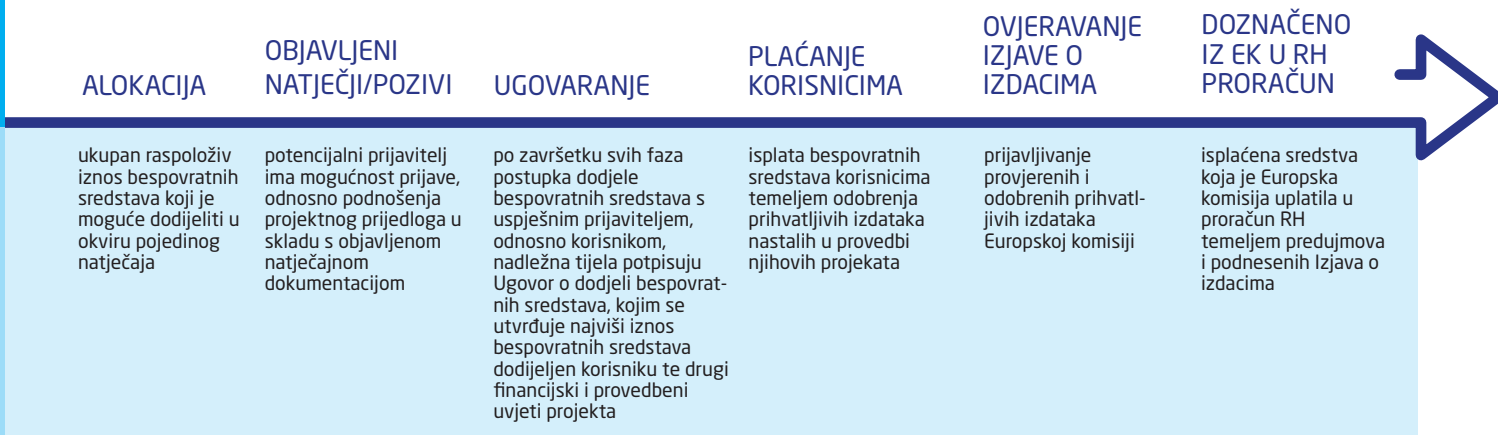 ALOKACIJA
OBJAVLJENI
NATJEČJI/POZIVI
UGOVARANJE
PLAĆANJE
KORISNICIMA
OVJERAVANJE
IZJAVE O
IZDACIMA
DOZNAČENO
IZ EK U RH
PRORAČUN
ukupan raspoloživ
iznos bespovratnih
sredstava koji je
moguće dodijeliti u
okviru pojedinog
natječaja
potencijalni prijavitelj
ima mogućnost prijave,
odnosno podnošenja
projektnog prijedloga u
skladu s objavljenom
natječajnom
dokumentacijom
po završetku svih faza
postupka dodjele
bespovratnih sredstava s
uspješnim prijaviteljem,
odnosno korisnikom,
nadležna tijela potpisuju
Ugovor o dodjeli bespovrat-
nih sredstava, kojim se
utvrđuje najviši iznos
bespovratnih sredstava
dodijeljen korisniku te drugi
financijski i provedbeni
uvjeti projekta
isplata bespovratnih
sredstava korisnicima
temeljem odobrenja
prihvatljivih izdataka
nastalih u provedbi
njihovih projekata
prijavljivanje
provjerenih i
odobrenih prihvatl-
jivih izdataka
Europskoj komisiji
isplaćena sredstva
koja je Europska
komisija uplatila u
proračun RH
temeljem predujmova
i podnesenih Izjava o
izdacima